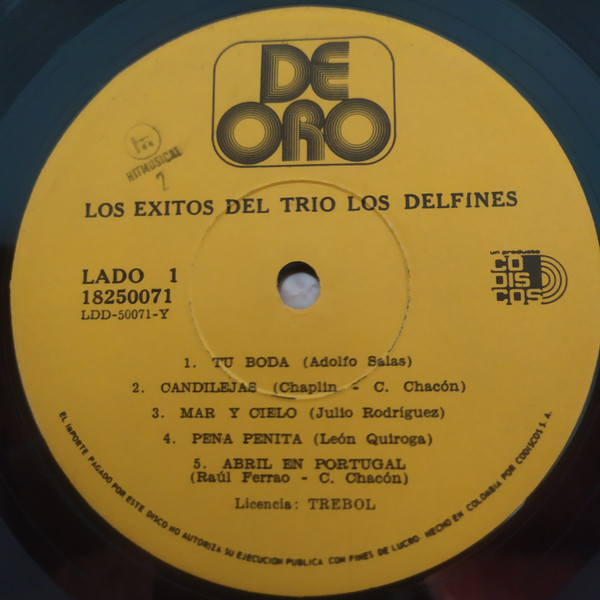 DE
ORO
HITMUSICAL
2
LOS EXITOS DEL TRIO LOS DELFINES
LADO 1
18250071
LDD-50071-Y
un producto
CO
DIS
COS
1. TU BODA (Adolfo Salas)
2. CANDILEJAS (Chaplin - C. Chacón)
3. MAR Y CIELO (Julio Rodríguez)
4. PENA PENITA (León Quiroga)
5. ABRIL EN PORTUGAL
(Raúl Ferrao - C. Chacón)
Licencia: TREBOL
EL IMPORTE PAGADO POR ESTE DISCO NO AUTORIZA SU EJECUCION PUBLICA CON FINES DE LUCRO HECHO EN COLOMBIA POR CODISCOS S.A.